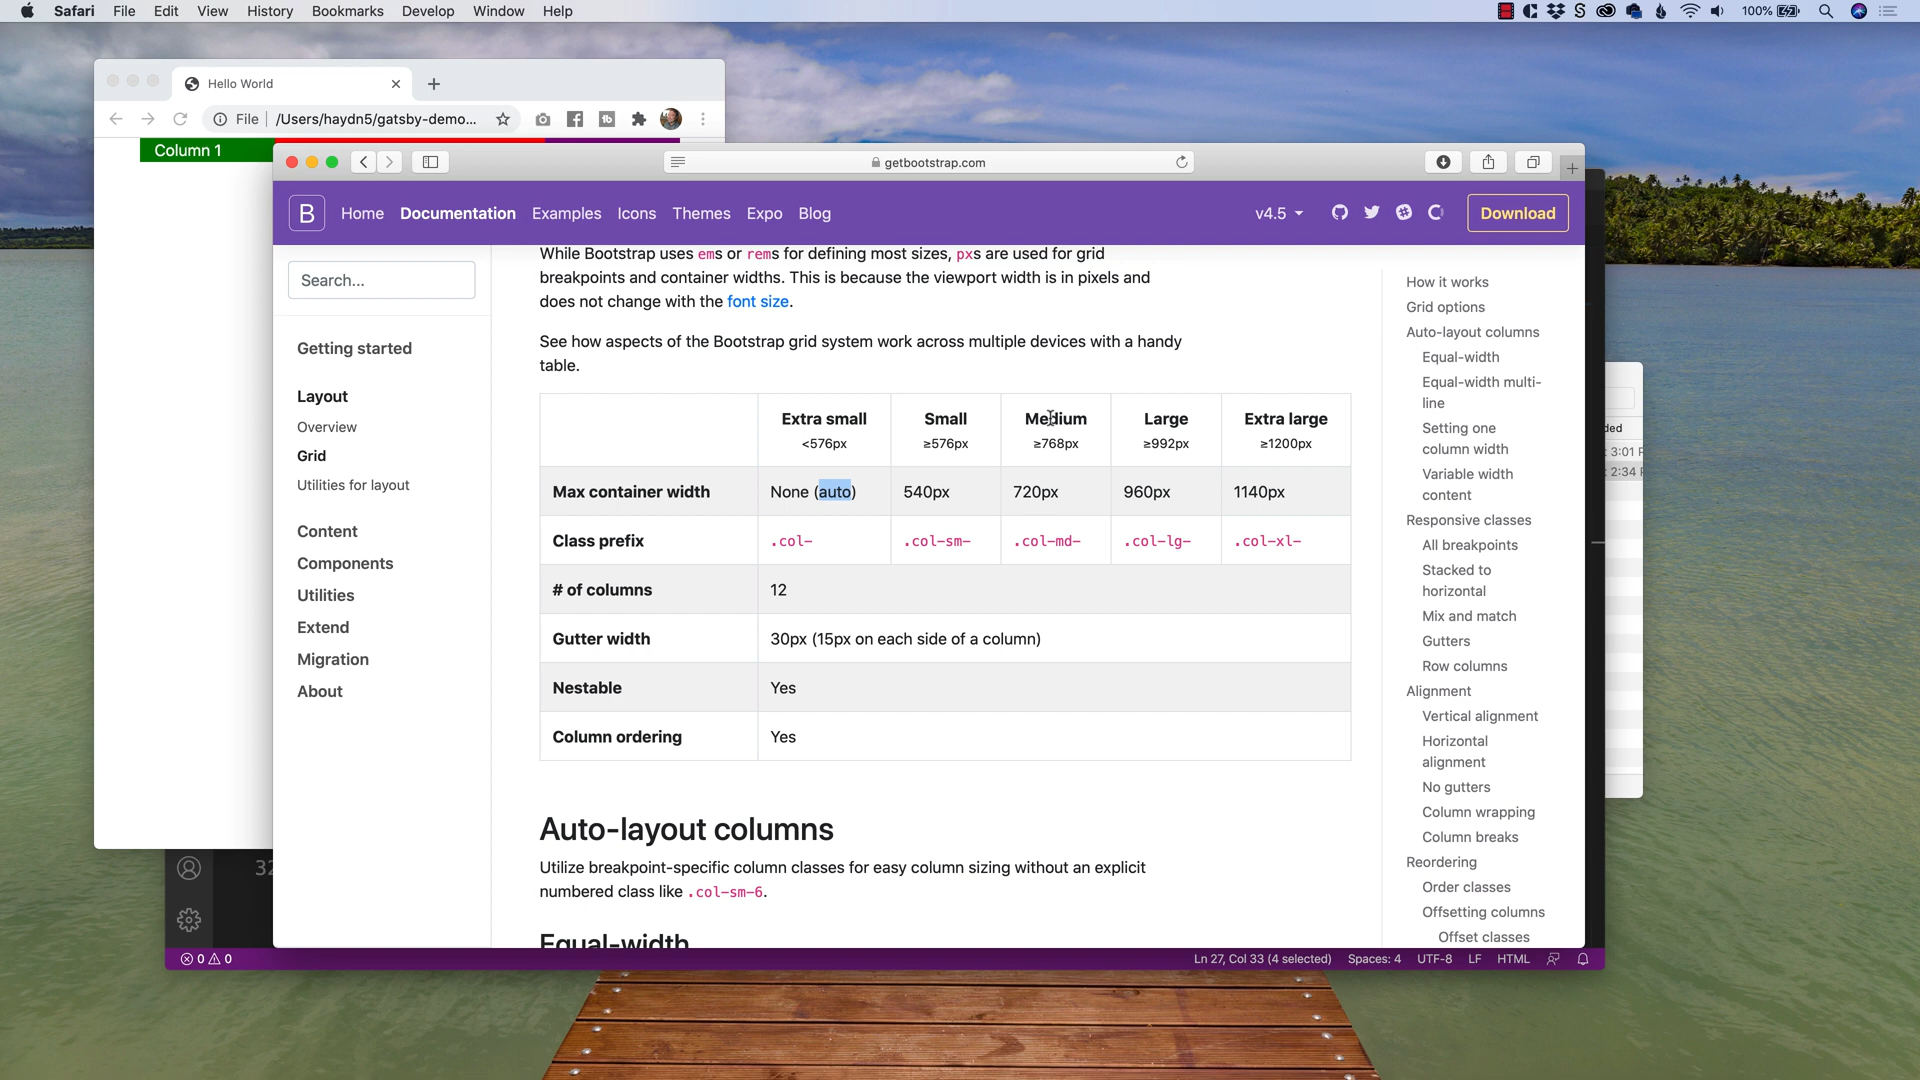 Safari File Edit View History Bookmarks Develop Window Help
100%
Hello World
File /Users/haydn5/gatsby-demo...
Column 1
getbootstrap.com
B Home Documentation Examples Icons Themes Expo Blog v4.5 Download
Search...
Getting started
Layout
Overview
Grid
Utilities for layout
Content
Components
Utilities
Extend
Migration
About
While Bootstrap uses ems or rems for defining most sizes, pxs are used for grid
breakpoints and container widths. This is because the viewport width is in pixels and
does not change with the font size.
See how aspects of the Bootstrap grid system work across multiple devices with a handy
table.
Extra small Small Medium Large Extra large
<576px ≥576px ≥768px ≥992px ≥1200px
Max container width None (auto) 540px 720px 960px 1140px
Class prefix .col- .col-sm- .col-md- .col-lg- .col-xl-
# of columns 12
Gutter width 30px (15px on each side of a column)
Nestable Yes
Column ordering Yes
Auto-layout columns
Utilize breakpoint-specific column classes for easy column sizing without an explicit
numbered class like .col-sm-6.
Equal-width
How it works
Grid options
Auto-layout columns
Equal-width
Equal-width multi-
line
Setting one
column width
Variable width
content
Responsive classes
All breakpoints
Stacked to
horizontal
Mix and match
Gutters
Row columns
Alignment
Vertical alignment
Horizontal
alignment
No gutters
Column wrapping
Column breaks
Reordering
Order classes
Offsetting columns
Offset classes
ded
3:01 P
2:34 P
32
0 0
Ln 27, Col 33 (4 selected) Spaces: 4 UTF-8 LF HTML